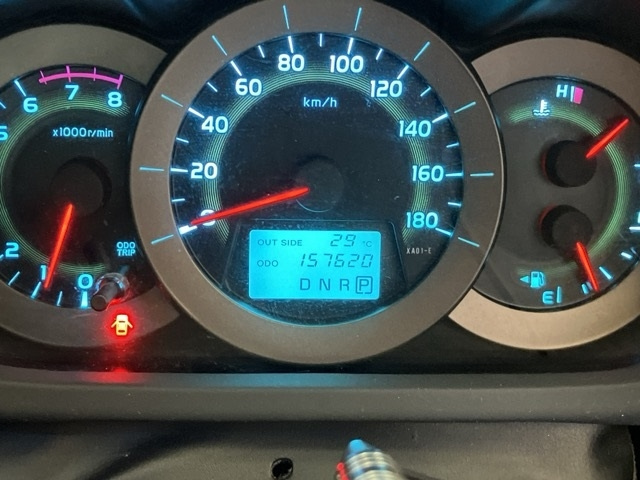 6 7 8
5
x1000r/min
2
1
0
ODO
TRIP
0 20 40 60 80 100 120 140 160 180
km/h
OUT SIDE 29 °C
ODO 157620
D N R P
XA01-E
H
E